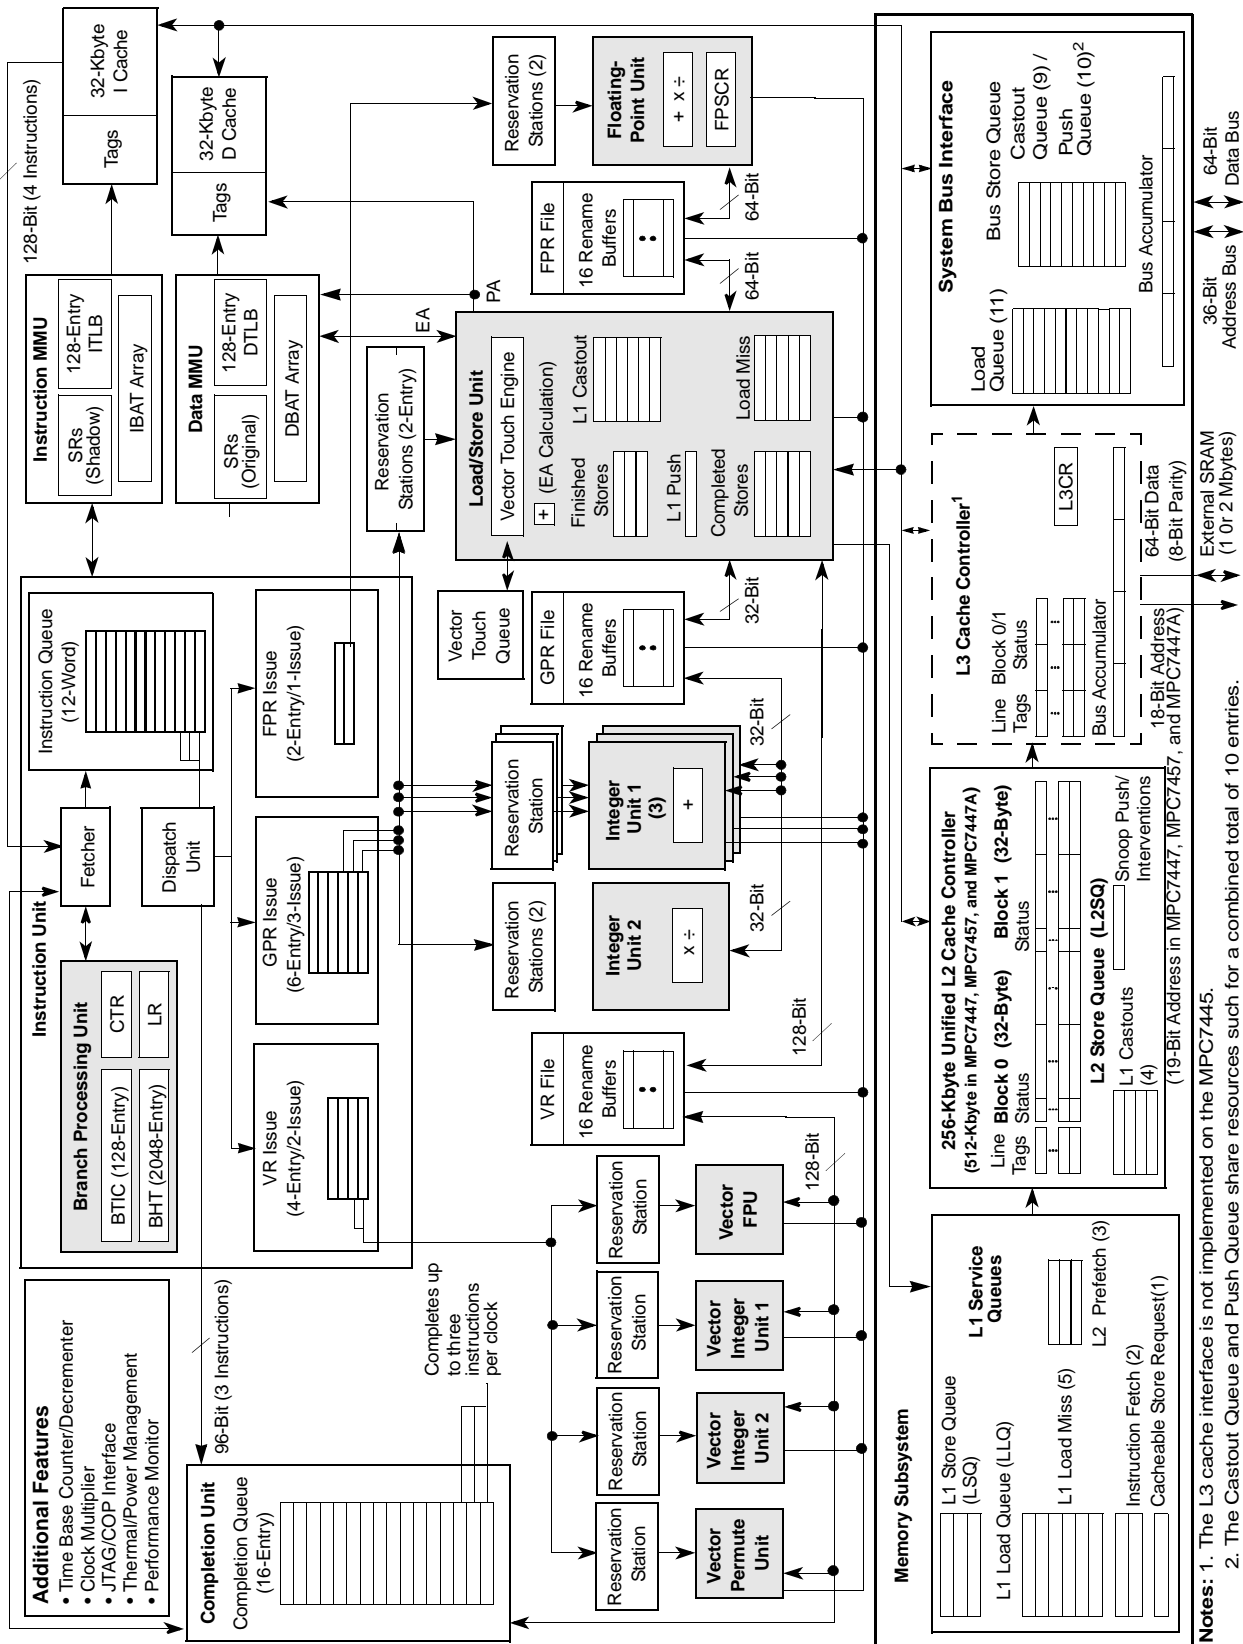 Additional Features
• Time Base Counter/Decrementer
• Clock Multiplier
• JTAG/COP Interface
• Thermal/Power Management
• Performance Monitor
Instruction Unit
Branch Processing Unit
BTIC (128-Entry)
CTR
BHT (2048-Entry)
LR
Fetcher
Dispatch
Unit
Instruction Queue
(12-Word)
128-Bit (4 Instructions)
96-Bit (3 Instructions)
VR Issue
(4-Entry/2-Issue)
GPR Issue
(6-Entry/3-Issue)
FPR Issue
(2-Entry/1-Issue)
Instruction MMU
SRs
(Shadow)
128-Entry
ITLB
IBAT Array
Tags
32-Kbyte
I Cache
Data MMU
SRs
(Original)
128-Entry
DTLB
DBAT Array
Tags
32-Kbyte
D Cache
EA
PA
Completion Unit
Completion Queue
(16-Entry)
Completes up
to three
instructions
per clock
Reservation
Station
Reservation
Station
Reservation
Station
Reservation
Station
Vector
Permute
Unit
Vector
Integer
Unit 2
Vector
Integer
Unit 1
Vector
FPU
VR File
16 Rename
Buffers
128-Bit
128-Bit
Reservation
Stations (2)
Integer
Unit 2
x ÷
Reservation
Station
Integer
Unit 1
(3)
+
32-Bit
32-Bit
Vector
Touch
Queue
GPR File
16 Rename
Buffers
32-Bit
Reservation
Stations (2-Entry)
Load/Store Unit
Vector Touch Engine
+ (EA Calculation)
Finished
Stores
L1 Castout
L1 Push
Completed
Stores
Load Miss
FPR File
16 Rename
Buffers
64-Bit
64-Bit
Reservation
Stations (2)
Floating-
Point Unit
+ x ÷
FPSCR
Memory Subsystem
L1 Store Queue
(LSQ)
L1 Load Queue (LLQ)
L1 Load Miss (5)
Instruction Fetch (2)
Cacheable Store Request(1)
L1 Service
Queues
L2 Prefetch (3)
256-Kbyte Unified L2 Cache Controller
(512-Kbyte in MPC7447, MPC7457, and MPC7447A)
Line
Tags
Block 0 (32-Byte)
Status
Block 1 (32-Byte)
Status
L2 Store Queue (L2SQ)
L1 Castouts
(4)
Snoop Push/
Interventions
L3 Cache Controller1
Line
Tags
Block 0/1
Status
L3CR
Bus Accumulator
18-Bit Address
(19-Bit Address in MPC7447, MPC7457, and MPC7447A)
64-Bit Data
(8-Bit Parity)
External SRAM
(1 0r 2 Mbytes)
System Bus Interface
Load
Queue (11)
Bus Store Queue
Castout
Queue (9) /
Push
Queue (10)2
Bus Accumulator
36-Bit
Address Bus
64-Bit
Data Bus
Notes: 1. The L3 cache interface is not implemented on the MPC7445.
2. The Castout Queue and Push Queue share resources such for a combined total of 10 entries.